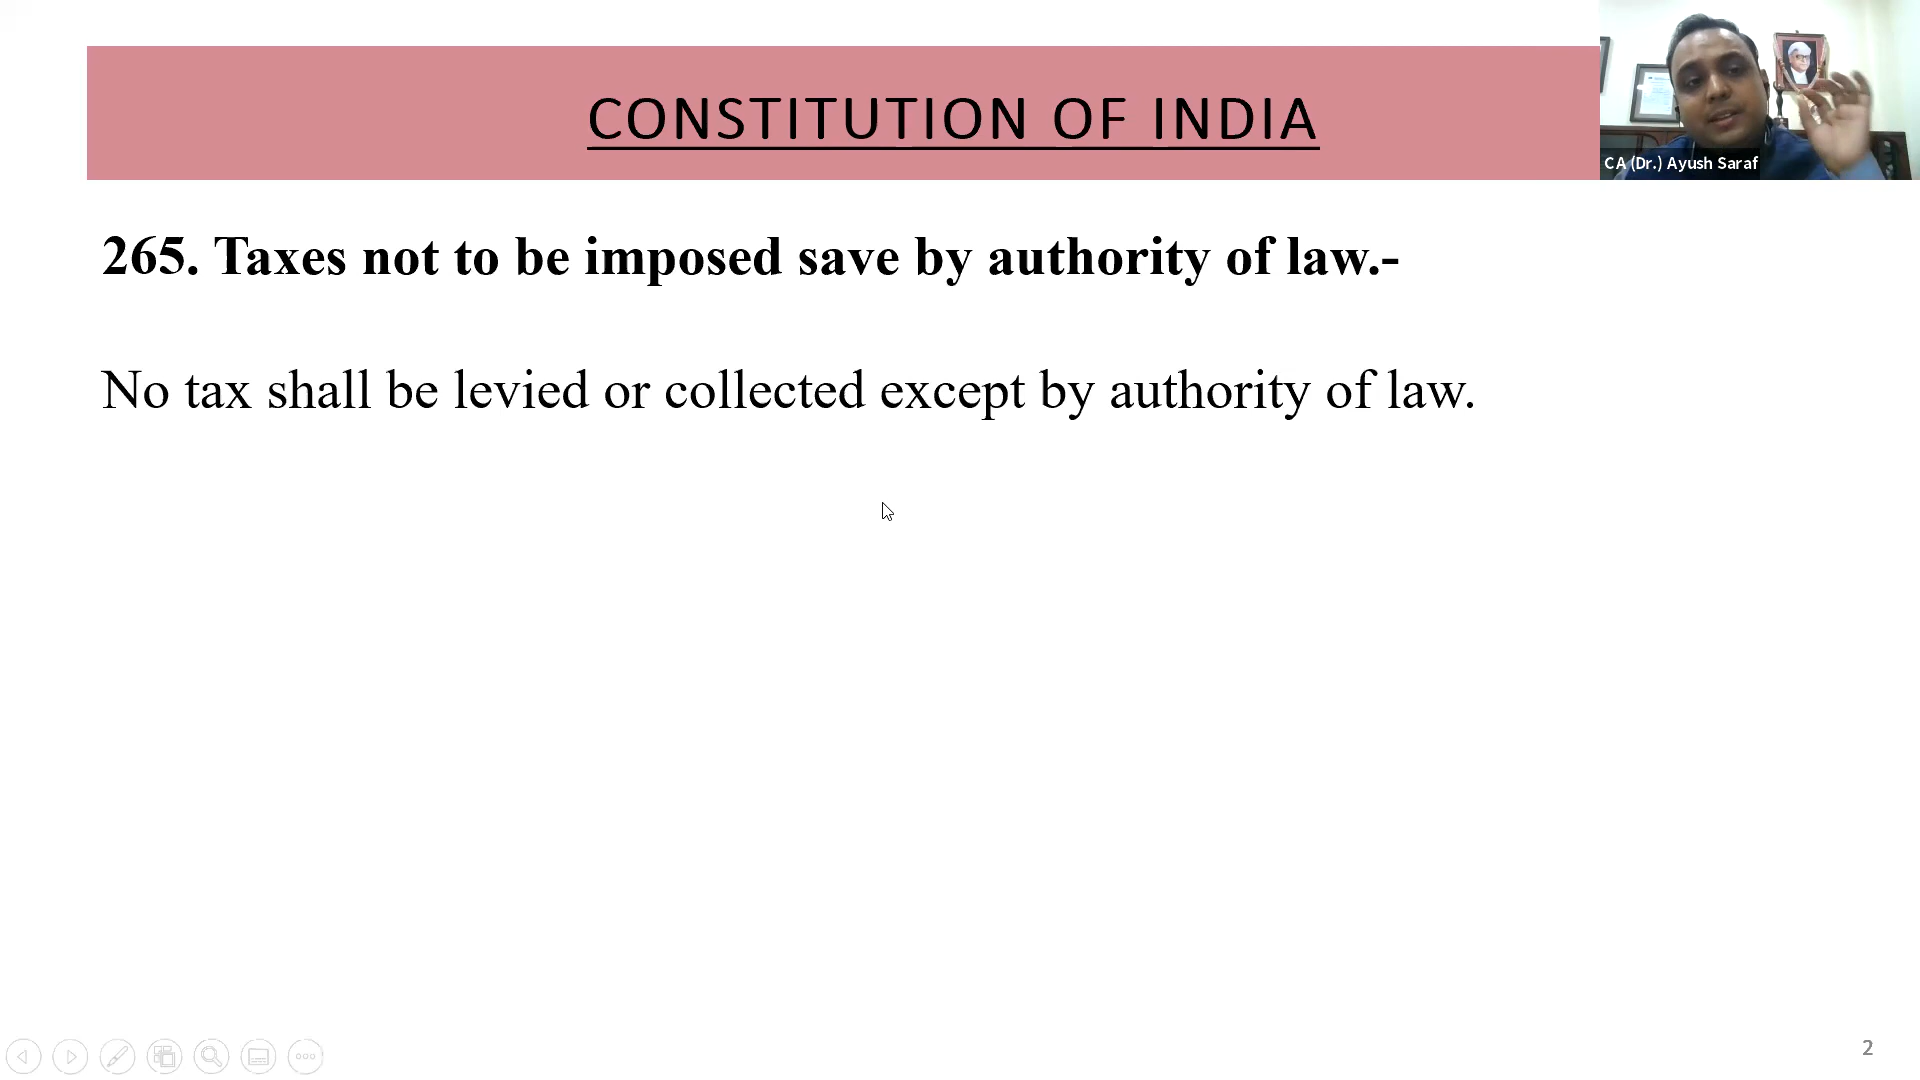 CONSTITUTION OF INDIA
CA (Dr.) Ayush Saraf
265. Taxes not to be imposed save by authority of law.-
No tax shall be levied or collected except by authority of law.
2